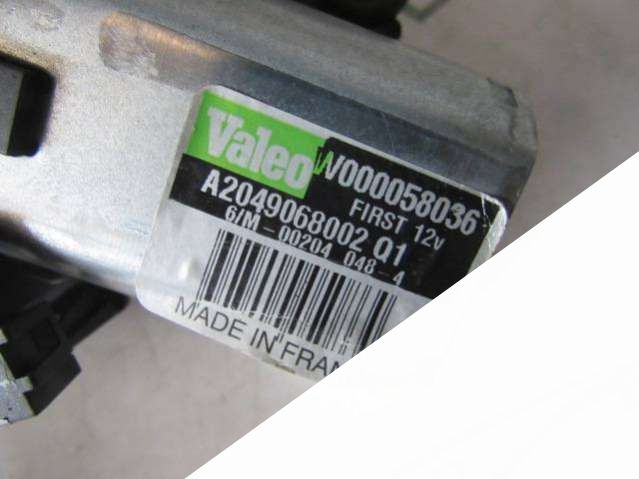 Valeo W000058036
FIRST 12v
A2049068002 Q1
6/M-00204 048-4
MADE IN